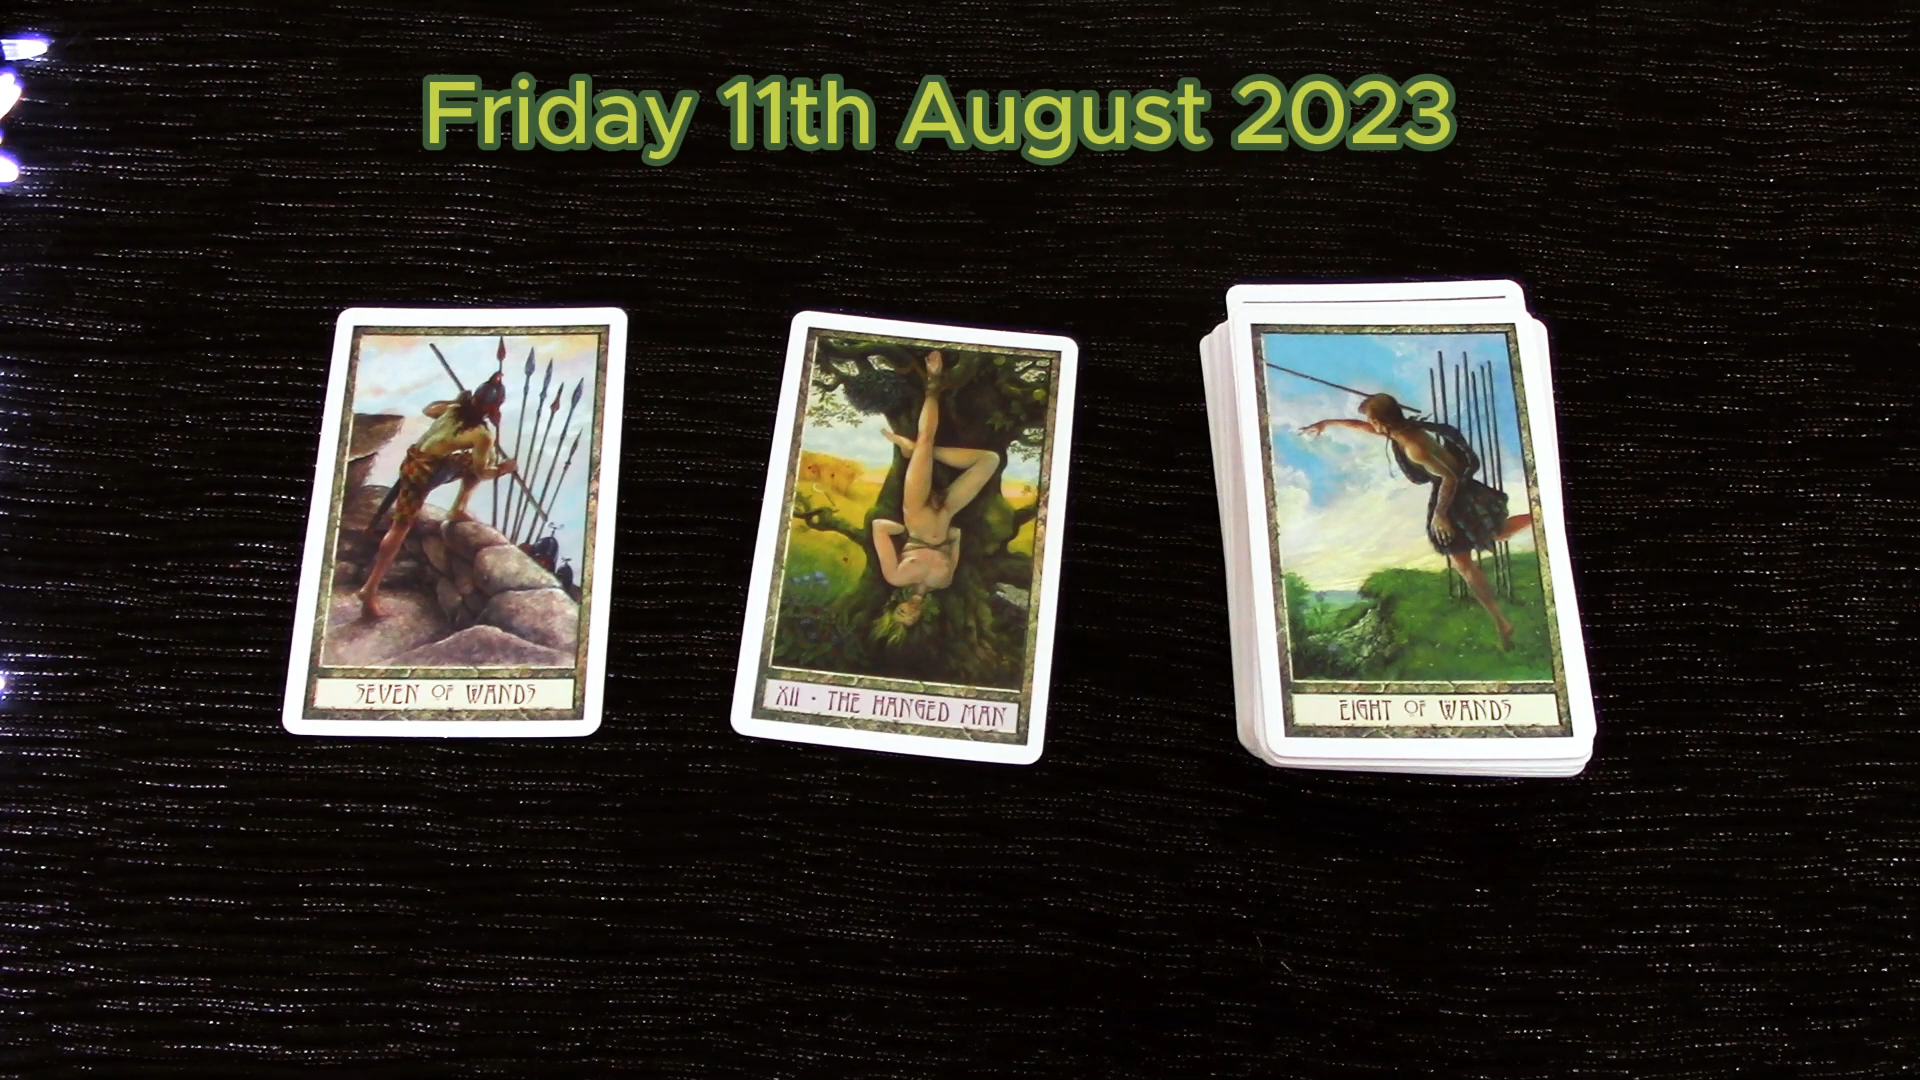 Friday 11th August 2023
SEVEN OF WANDS
XII · THE HANGED MAN
EIGHT OF WANDS